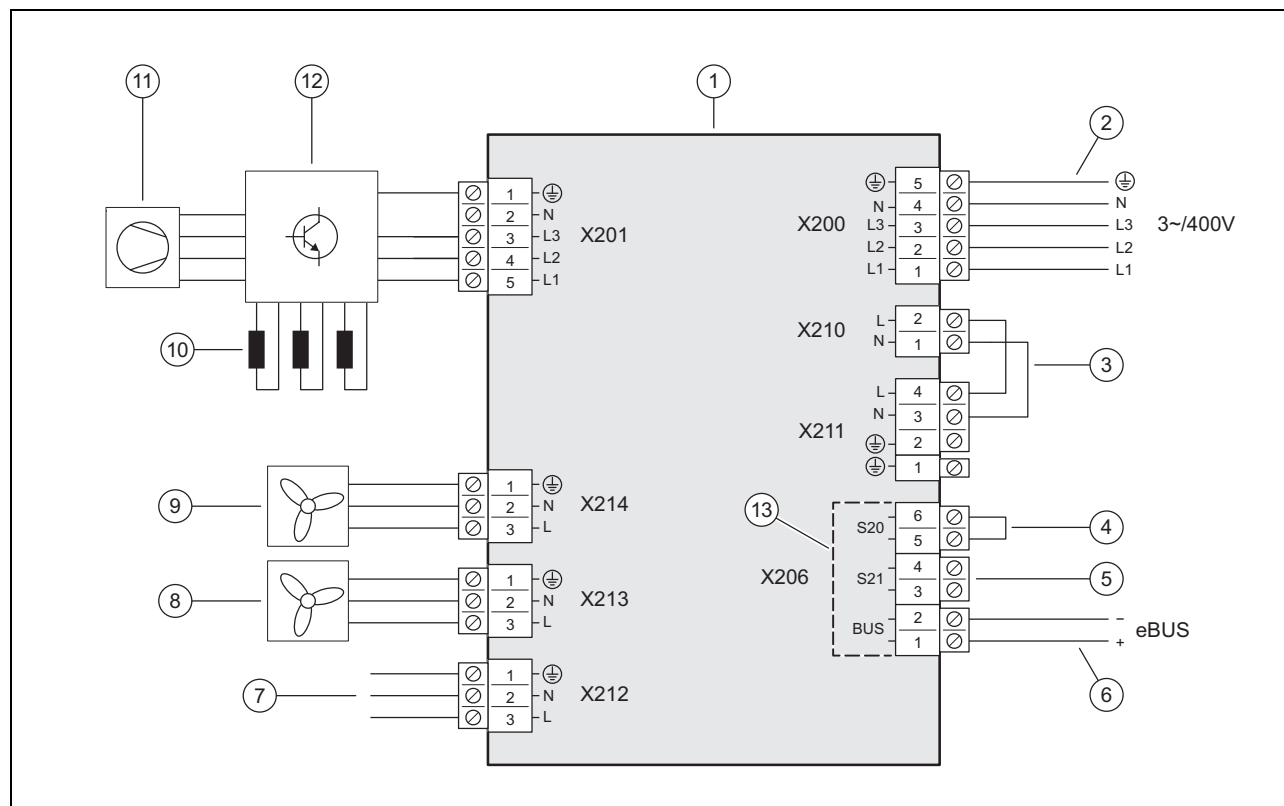 11
12
1
2
X201
1
2 N
3 L3
4 L2
5 L1
X200
5
N 4 N
L3 3 L3
L2 2 L2
L1 1 L1
3~/400V
10
X210
L 2
N 1
3
X211
L 4
N 3
2
1
9
1
2 N
3 L
X214
13
X206
S20
6
5
4
S21
4
3
5
BUS
2 –
1 +
eBUS
6
8
1
2 N
3 L
X213
7
1
2 N
3 L
X212